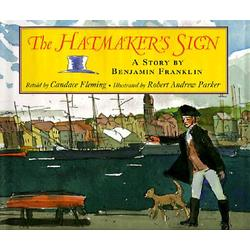 The HATMAKER'S SIGN
A STORY BY
BENJAMIN FRANKLIN
Retold by Candace Fleming • Illustrated by Robert Andrew Parker